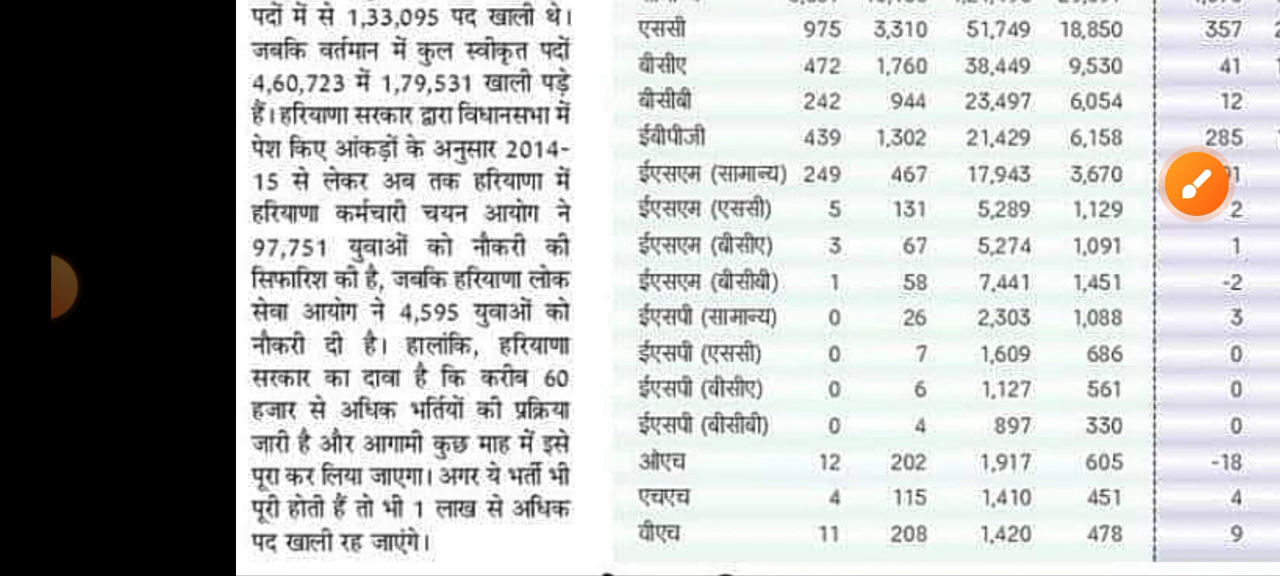 पदों में से 1,33,095 पद खाली थे।
जबकि वर्तमान में कुल स्वीकृत पदों
4,60,723 में 1,79,531 खाली पड़े
हैं। हरियाणा सरकार द्वारा विधानसभा में
पेश किए आंकड़ों के अनुसार 2014-
15 से लेकर अब तक हरियाणा में
हरियाणा कर्मचारी चयन आयोग ने
97,751 युवाओं को नौकरी की
सिफारिश की है, जबकि हरियाणा लोक
सेवा आयोग ने 4,595 युवाओं को
नौकरी दी है। हालांकि, हरियाणा
सरकार का दावा है कि करीब 60
हजार से अधिक भर्तियों की प्रक्रिया
जारी है और आगामी कुछ माह में इसे
पूरा कर लिया जाएगा। अगर ये भर्ती भी
पूरी होती हैं तो भी 1 लाख से अधिक
पद खाली रह जाएंगे।
एससी 975 3,310 51,749 18,850 357
बीसीए 472 1,760 38,449 9,530 41
बीसीबी 242 944 23,497 6,054 12
ईबीपीजी 439 1,302 21,429 6,158 285
ईएसएम (सामान्य) 249 467 17,943 3,670
ईएसएम (एससी) 5 131 5,289 1,129 2
ईएसएम (बीसीए) 3 67 5,274 1,091 1
ईएसएम (बीसीबी) 1 58 7,441 1,451 -2
ईएसपी (सामान्य) 0 26 2,303 1,088 3
ईएसपी (एससी) 0 7 1,609 686 0
ईएसपी (बीसीए) 0 6 1,127 561 0
ईएसपी (बीसीबी) 0 4 897 330 0
ओएच 12 202 1,917 605 -18
एचएच 4 115 1,410 451 4
वीएच 11 208 1,420 478 9